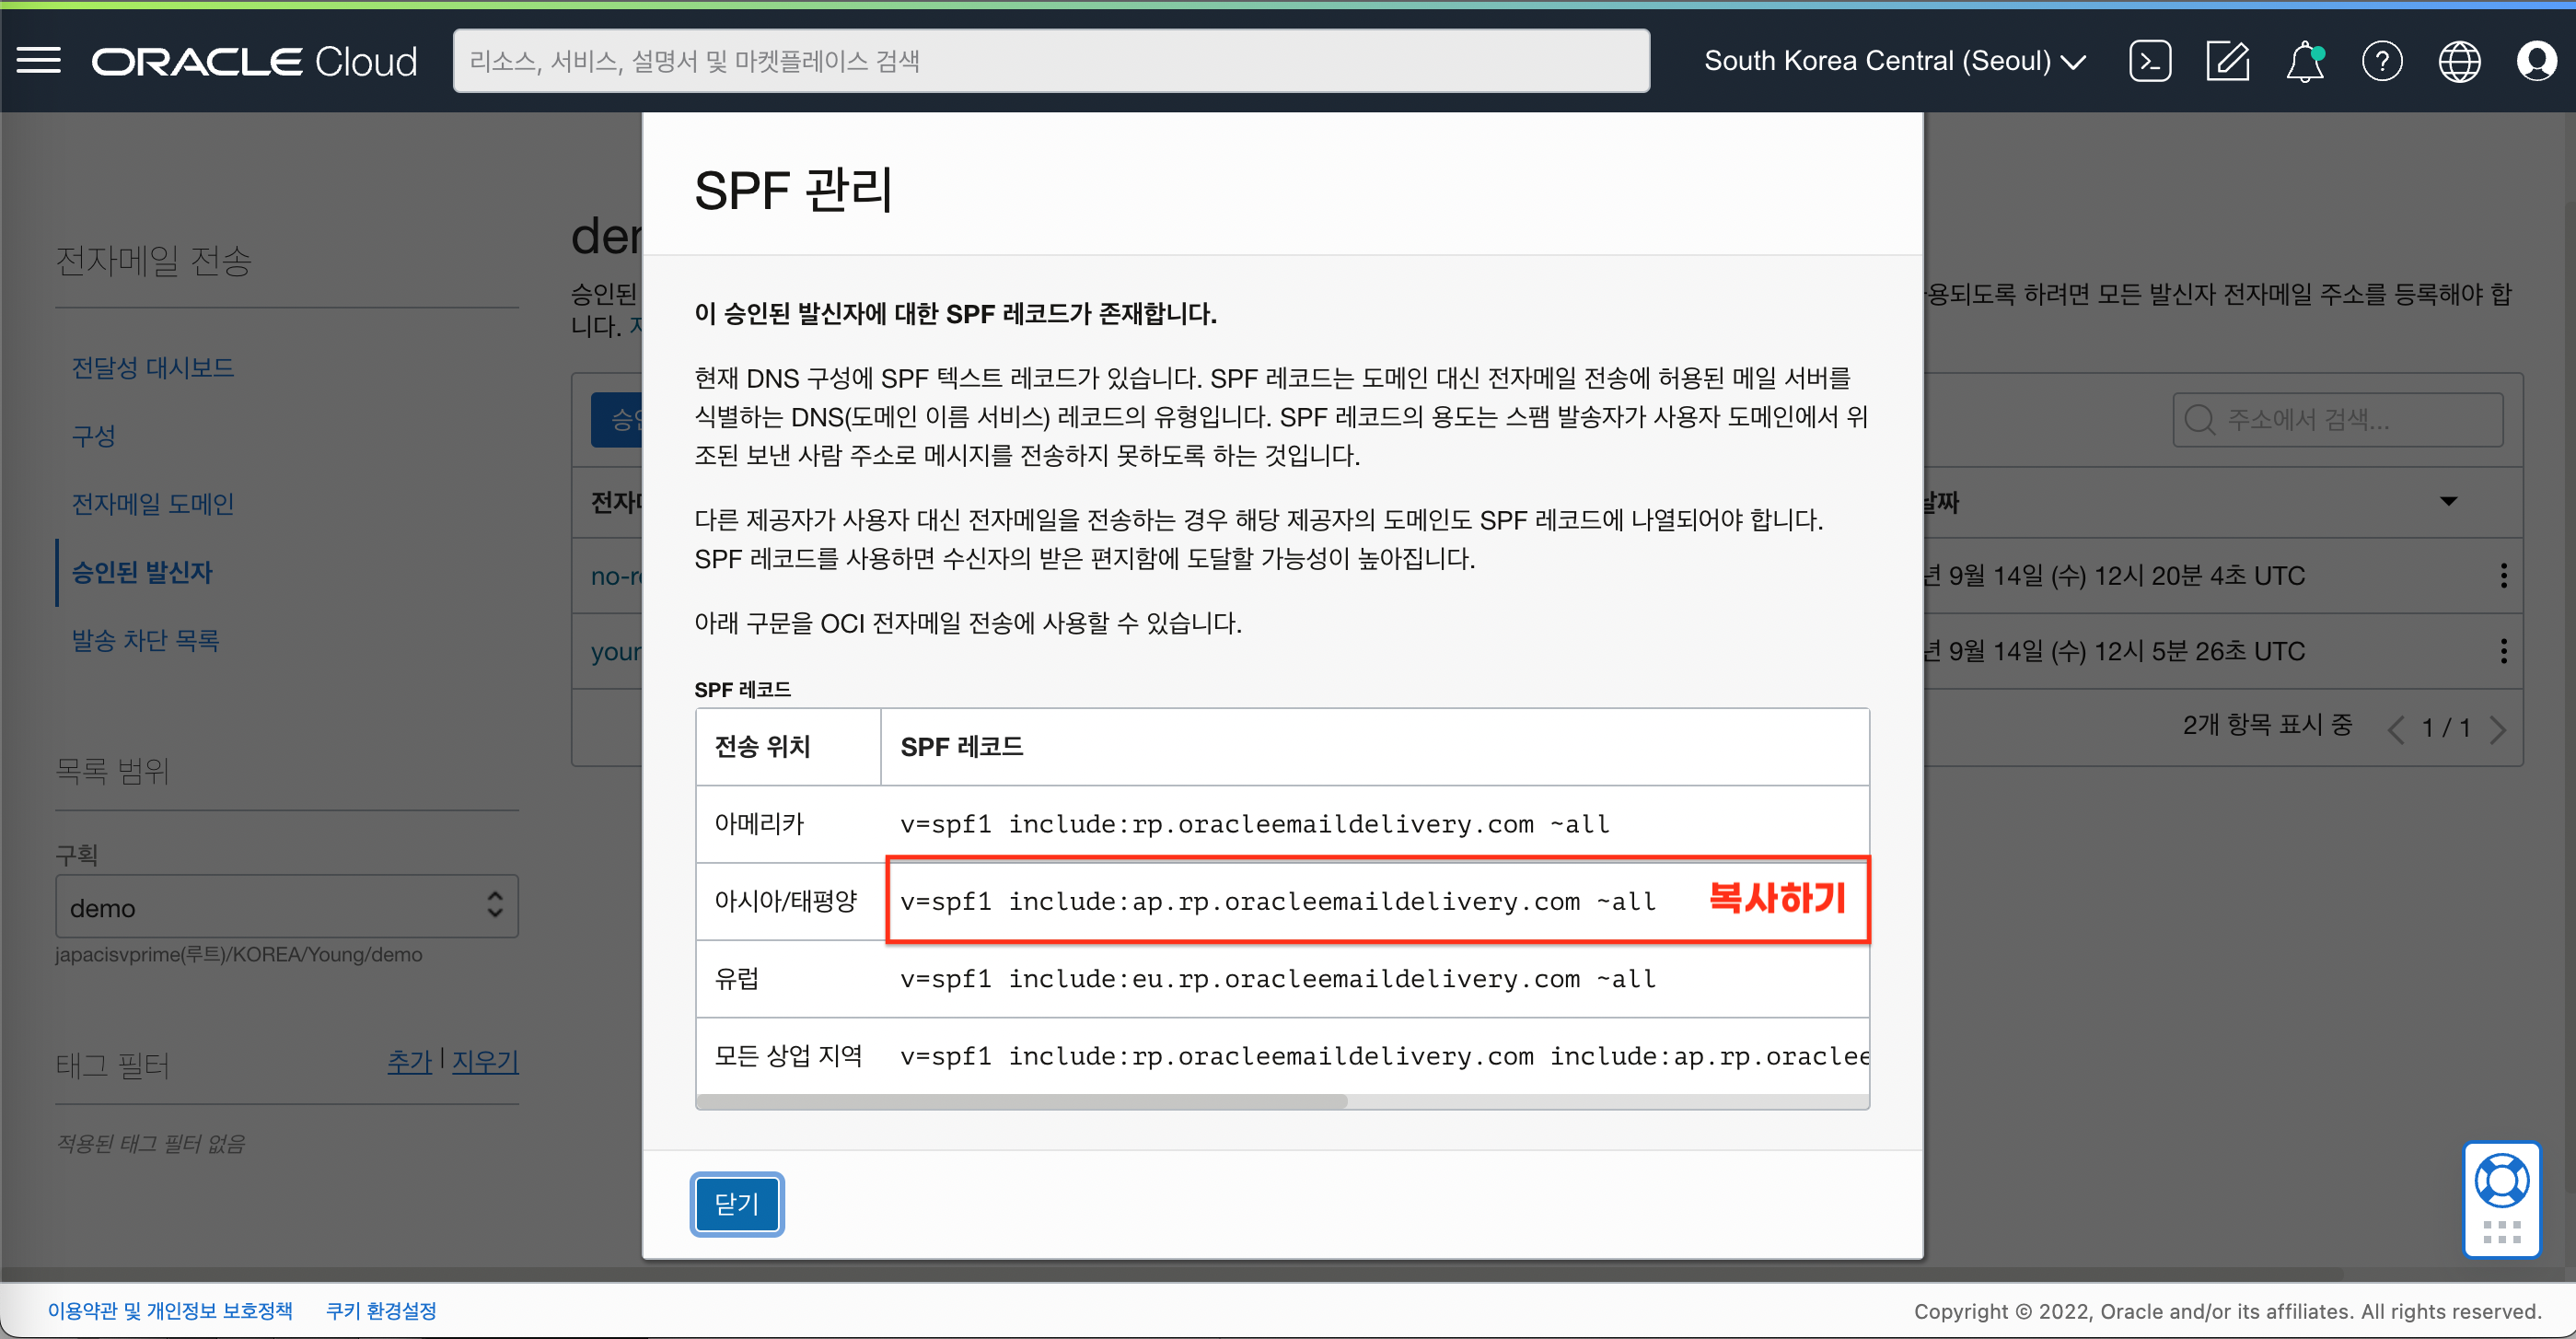 ORACLE Cloud
리소스, 서비스, 설명서 및 마켓플레이스 검색
South Korea Central (Seoul)
전자메일 전송
전달성 대시보드
구성
전자메일 도메인
승인된 발신자
발송 차단 목록
목록 범위
구획
demo
japacisvprime(루트)/KOREA/Young/demo
태그 필터
추가 | 지우기
적용된 태그 필터 없음
승인된
니다.
SPF 관리
이 승인된 발신자에 대한 SPF 레코드가 존재합니다.
현재 DNS 구성에 SPF 텍스트 레코드가 있습니다. SPF 레코드는 도메인 대신 전자메일 전송에 허용된 메일 서버를
식별하는 DNS(도메인 이름 서비스) 레코드의 유형입니다. SPF 레코드의 용도는 스팸 발송자가 사용자 도메인에서 위
조된 보낸 사람 주소로 메시지를 전송하지 못하도록 하는 것입니다.
다른 제공자가 사용자 대신 전자메일을 전송하는 경우 해당 제공자의 도메인도 SPF 레코드에 나열되어야 합니다.
SPF 레코드를 사용하면 수신자의 받은 편지함에 도달할 가능성이 높아집니다.
아래 구문을 OCI 전자메일 전송에 사용할 수 있습니다.
SPF 레코드
전송 위치 SPF 레코드
아메리카 v=spf1 include:rp.oracleemaildelivery.com ~all
아시아/태평양 v=spf1 include:ap.rp.oracleemaildelivery.com ~all 복사하기
유럽 v=spf1 include:eu.rp.oracleemaildelivery.com ~all
모든 상업 지역 v=spf1 include:rp.oracleemaildelivery.com include:ap.rp.oraclee
닫기
용되도록 하려면 모든 발신자 전자메일 주소를 등록해야 합
주소에서 검색...
날짜
년 9월 14일 (수) 12시 20분 4초 UTC
년 9월 14일 (수) 12시 5분 26초 UTC
2개 항목 표시 중 1 / 1
이용약관 및 개인정보 보호정책 쿠키 환경설정
Copyright © 2022, Oracle and/or its affiliates. All rights reserved.